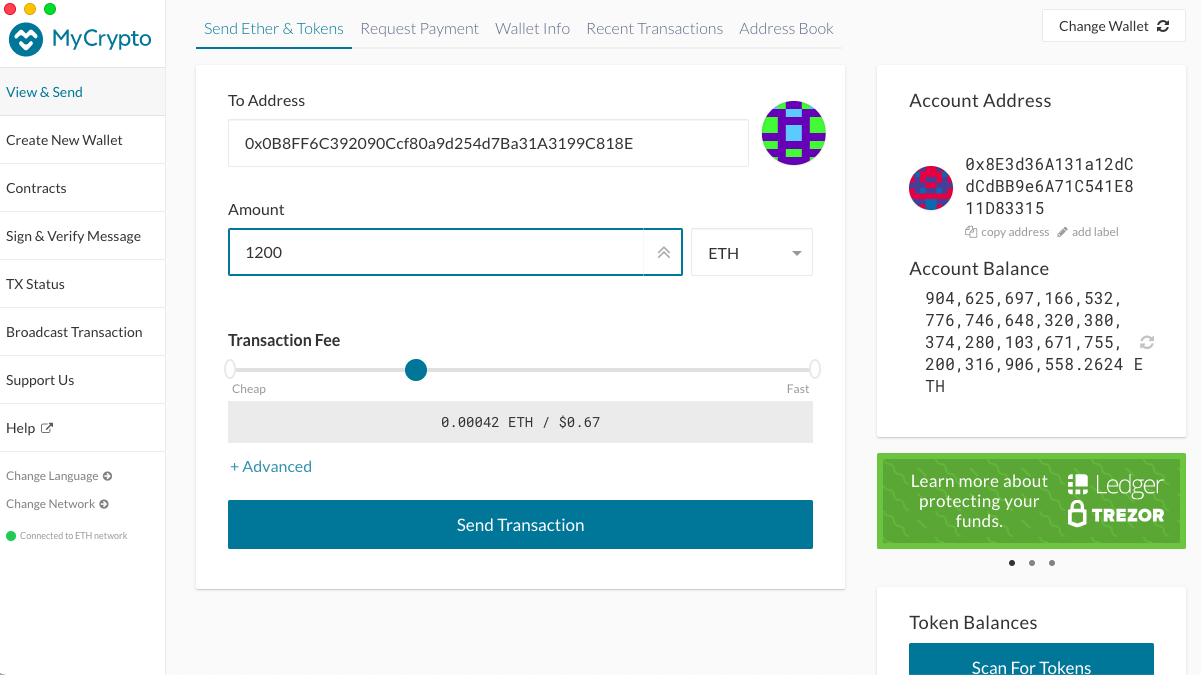 MyCrypto
View & Send
Create New Wallet
Contracts
Sign & Verify Message
TX Status
Broadcast Transaction
Support Us
Help
Change Language
Change Network
Connected to ETH network
Send Ether & Tokens
Request Payment
Wallet Info
Recent Transactions
Address Book
Change Wallet
To Address
0x0B8FF6C392090Ccf80a9d254d7Ba31A3199C818E
Amount
1200
ETH
Transaction Fee
Cheap
Fast
0.00042 ETH / $0.67
+ Advanced
Send Transaction
Account Address
0x8E3d36A131a12dC
dCdBB9e6A71C541E8
11D83315
copy address
add label
Account Balance
904,625,697,166,532,
776,746,648,320,380,
374,280,103,671,755,
200,316,906,558.2624 E
TH
Learn more about
protecting your
funds.
Ledger
TREZOR
Token Balances
Scan For Tokens